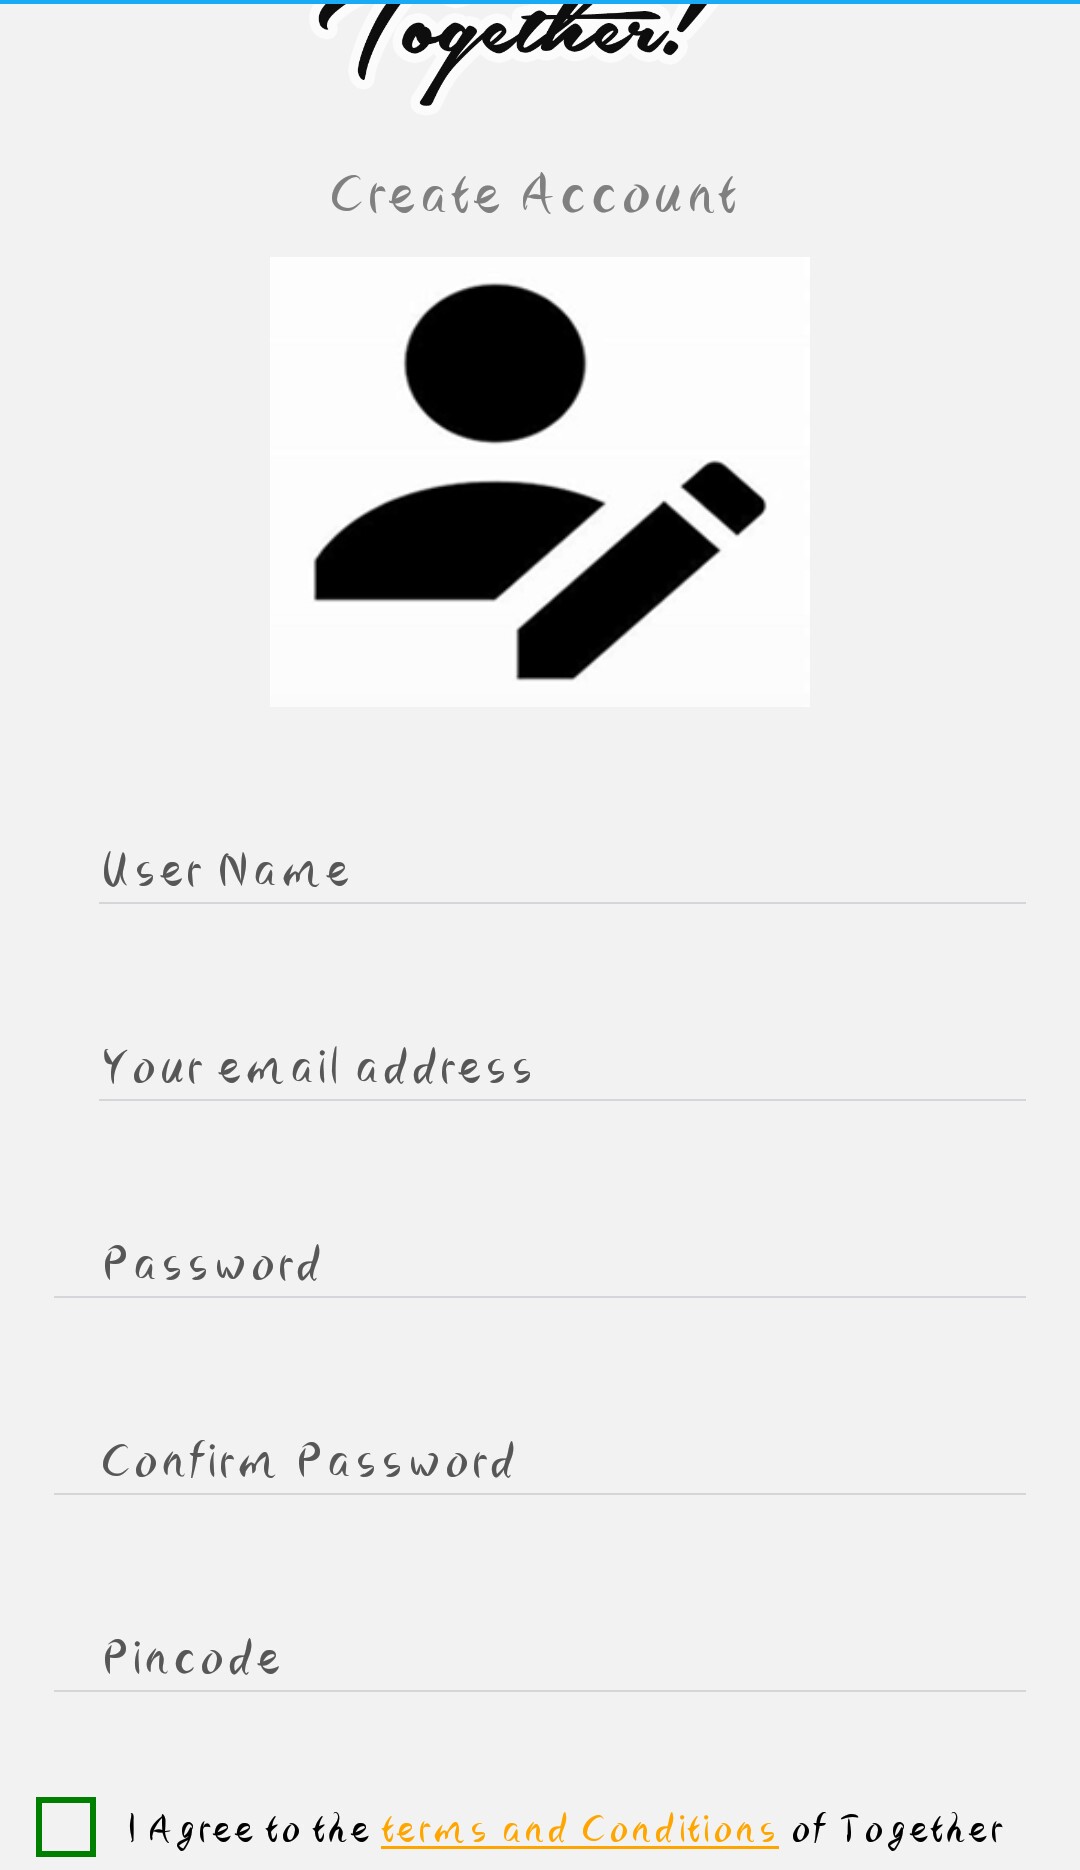 Together!
Create Account
User Name
Your email address
Password
Confirm Password
Pincode
I Agree to the terms and Conditions of Together